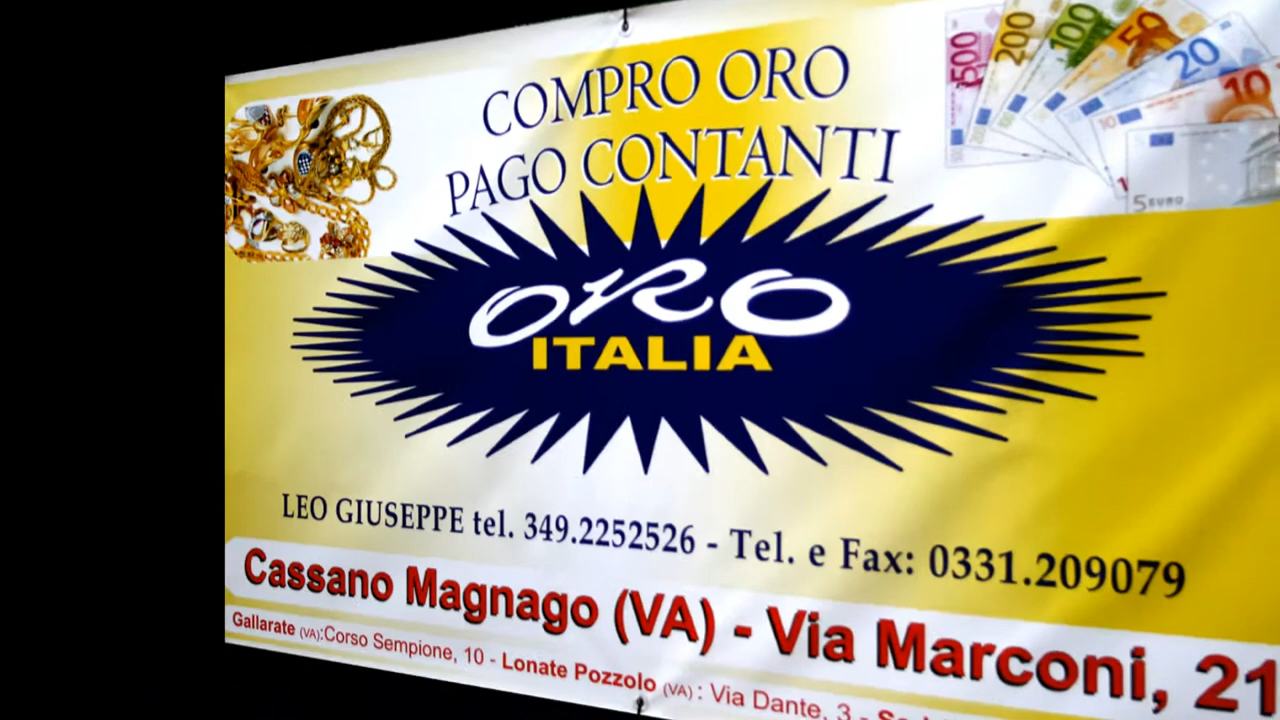 COMPRO ORO
PAGO CONTANTI
500
200
100
50
20
10
10
5 EURO
ORO
ITALIA
LEO GIUSEPPE tel. 349.2252526 - Tel. e Fax: 0331.209079
Cassano Magnago (VA) - Via Marconi, 21
Gallarate (VA):Corso Sempione, 10 - Lonate Pozzolo (VA) : Via Dante, 3 -